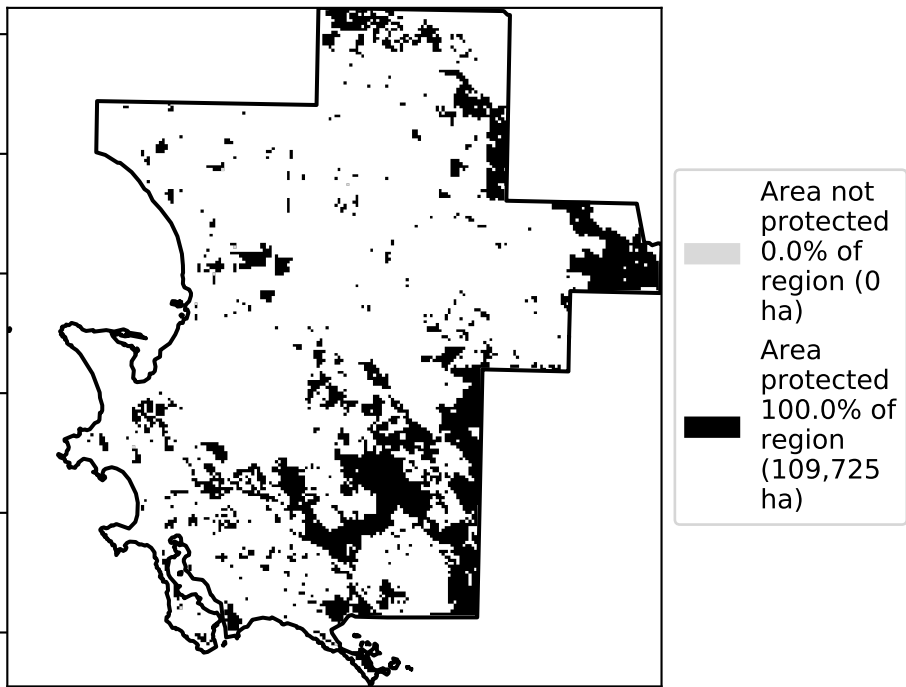 Area not
protected
0.0% of
region (0
ha)
Area
protected
100.0% of
region
(109,725
ha)